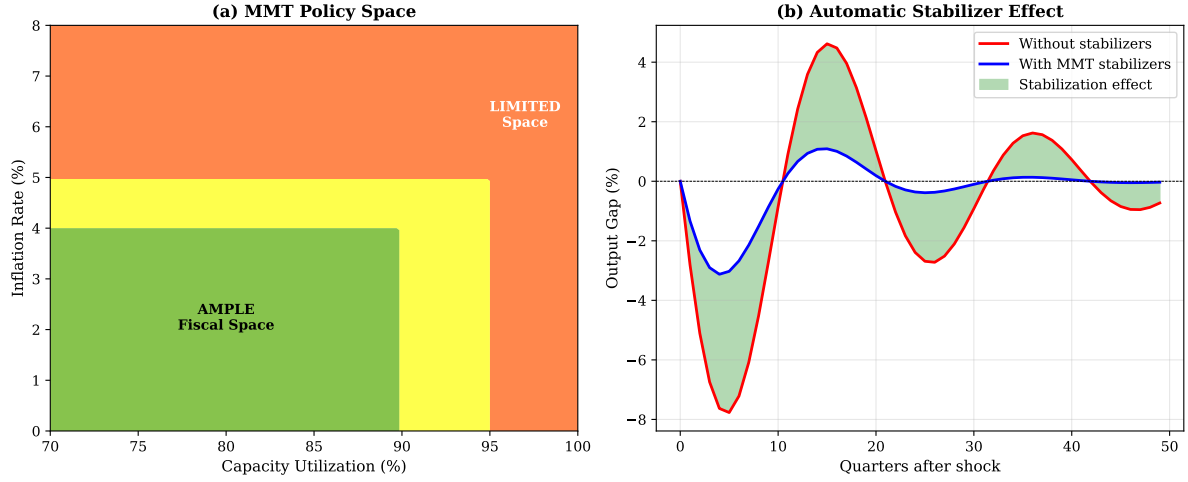 (a) MMT Policy Space
Inflation Rate (%)
8
7
6
5
4
3
2
1
0
LIMITED
Space
AMPLE
Fiscal Space
70
75
80
85
90
95
100
Capacity Utilization (%)
(b) Automatic Stabilizer Effect
Output Gap (%)
4
2
0
−2
−4
−6
−8
Without stabilizers
With MMT stabilizers
Stabilization effect
0
10
20
30
40
50
Quarters after shock